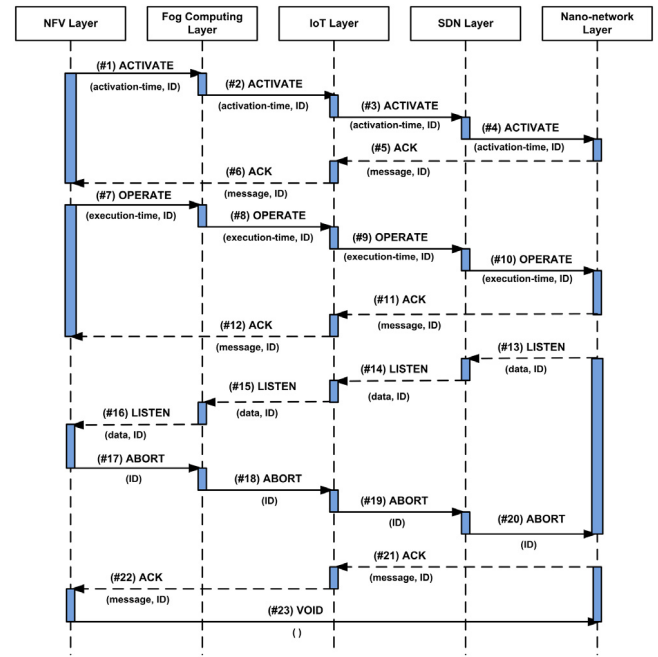 NFV Layer
Fog Computing
Layer
IoT Layer
SDN Layer
Nano-network
Layer
(#1) ACTIVATE
(activation-time, ID)
(#2) ACTIVATE
(activation-time, ID)
(#3) ACTIVATE
(activation-time, ID)
(#4) ACTIVATE
(activation-time, ID)
(#5) ACK
(message, ID)
(#6) ACK
(message, ID)
(#7) OPERATE
(execution-time, ID)
(#8) OPERATE
(execution-time, ID)
(#9) OPERATE
(execution-time, ID)
(#10) OPERATE
(execution-time, ID)
(#11) ACK
(message, ID)
(#12) ACK
(message, ID)
(#13) LISTEN
(data, ID)
(#14) LISTEN
(data, ID)
(#15) LISTEN
(data, ID)
(#16) LISTEN
(data, ID)
(#17) ABORT
(ID)
(#18) ABORT
(ID)
(#19) ABORT
(ID)
(#20) ABORT
(ID)
(#21) ACK
(message, ID)
(#22) ACK
(message, ID)
(#23) VOID
( )